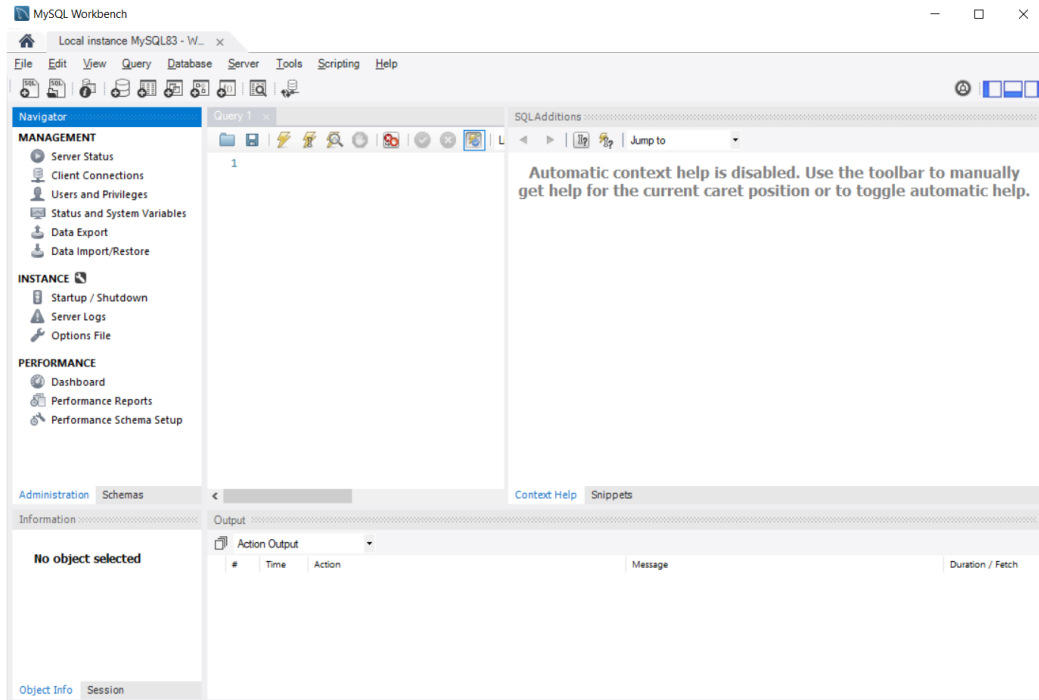 MySQL Workbench
Local instance MySQL83 - W...
File Edit View Query Database Server Tools Scripting Help
Navigator
MANAGEMENT
Server Status
Client Connections
Users and Privileges
Status and System Variables
Data Export
Data Import/Restore
INSTANCE
Startup / Shutdown
Server Logs
Options File
PERFORMANCE
Dashboard
Performance Reports
Performance Schema Setup
Administration Schemas
Query 1
1
SQLAdditions
Jump to
Automatic context help is disabled. Use the toolbar to manually
get help for the current caret position or to toggle automatic help.
Context Help Snippets
Information
No object selected
Object Info Session
Output
Action Output
# Time Action Message Duration / Fetch